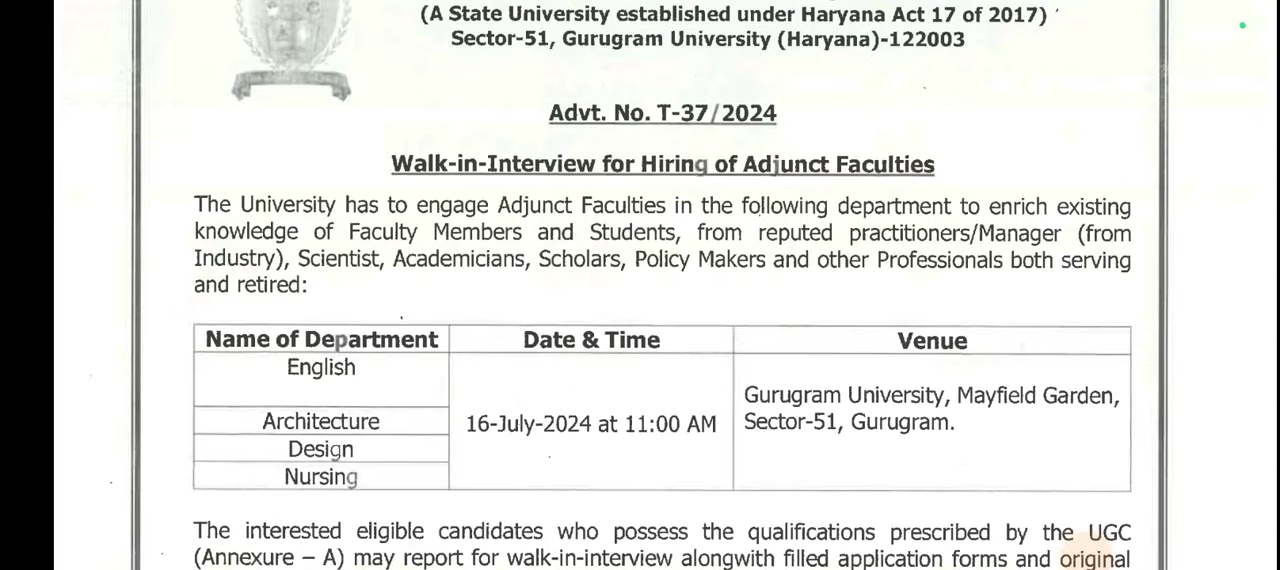 (A State University established under Haryana Act 17 of 2017)
Sector-51, Gurugram University (Haryana)-122003
Advt. No. T-37/2024
Walk-in-Interview for Hiring of Adjunct Faculties
The University has to engage Adjunct Faculties in the following department to enrich existing
knowledge of Faculty Members and Students, from reputed practitioners/Manager (from
Industry), Scientist, Academicians, Scholars, Policy Makers and other Professionals both serving
and retired:
Name of Department Date & Time Venue
English
Architecture
Design
Nursing
16-July-2024 at 11:00 AM
Gurugram University, Mayfield Garden,
Sector-51, Gurugram.
The interested eligible candidates who possess the qualifications prescribed by the UGC
(Annexure – A) may report for walk-in-interview alongwith filled application forms and original